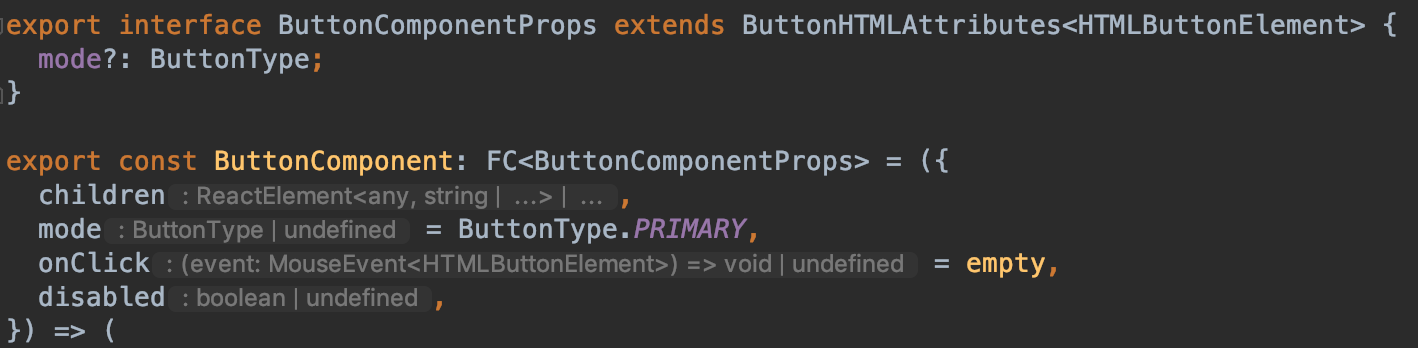 export interface ButtonComponentProps extends ButtonHTMLAttributes<HTMLButtonElement> {
mode?: ButtonType;
}
export const ButtonComponent: FC<ButtonComponentProps> = ({
children : ReactElement<any, string | ...> | ... ,
mode : ButtonType | undefined = ButtonType.PRIMARY,
onClick : (event: MouseEvent<HTMLButtonElement>) => void | undefined = empty,
disabled : boolean | undefined ,
}) => (